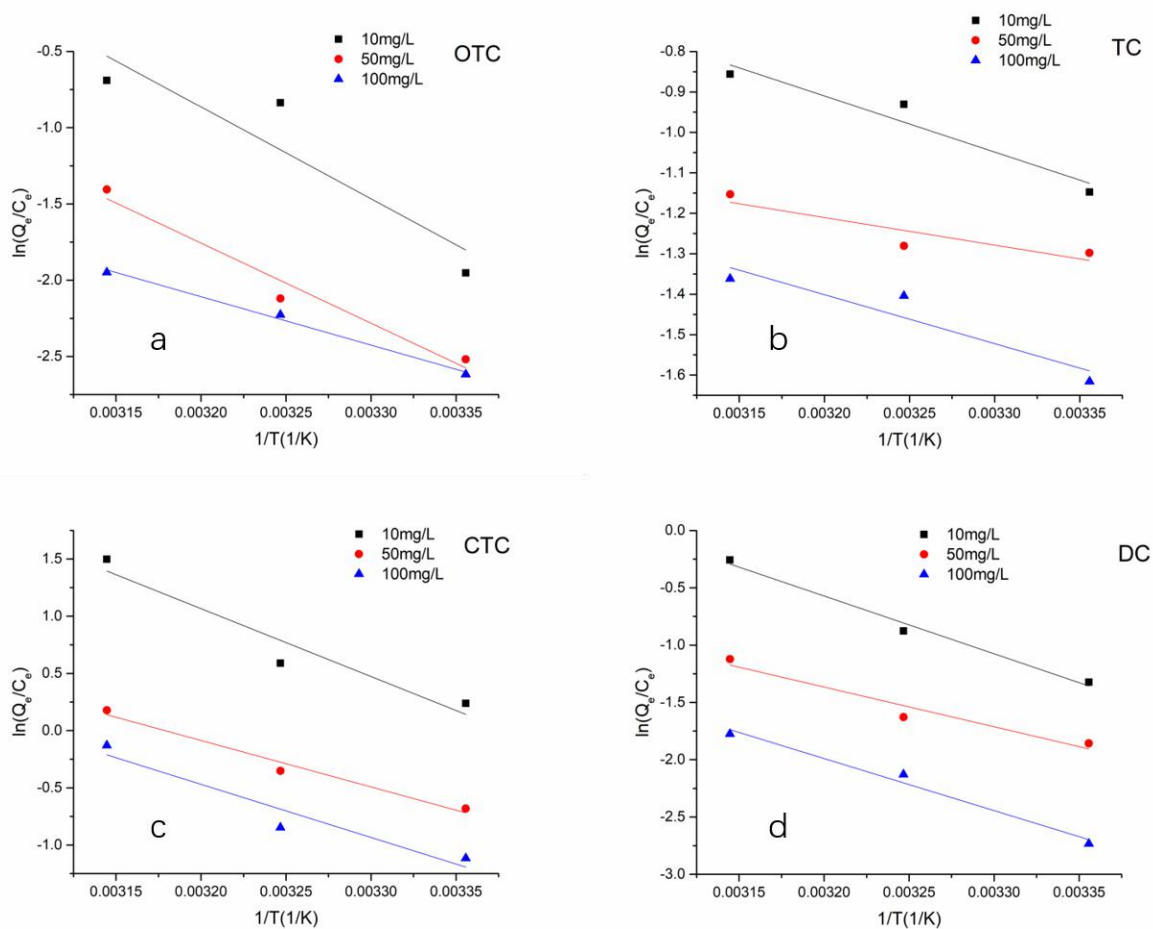 10mg/L
50mg/L
100mg/L
OTC
ln(Qₑ/Cₑ)
-0.5
-1.0
-1.5
-2.0
-2.5
a
0.00315 0.00320 0.00325 0.00330 0.00335
1/T(1/K)
10mg/L
50mg/L
100mg/L
TC
ln(Qₑ/Cₑ)
-0.8
-0.9
-1.0
-1.1
-1.2
-1.3
-1.4
-1.5
-1.6
b
0.00315 0.00320 0.00325 0.00330 0.00335
1/T(1/K)
10mg/L
50mg/L
100mg/L
CTC
ln(Qₑ/Cₑ)
1.5
1.0
0.5
0.0
-0.5
-1.0
c
0.00315 0.00320 0.00325 0.00330 0.00335
1/T(1/K)
10mg/L
50mg/L
100mg/L
DC
ln(Qₑ/Cₑ)
0.0
-0.5
-1.0
-1.5
-2.0
-2.5
-3.0
d
0.00315 0.00320 0.00325 0.00330 0.00335
1/T(1/K)